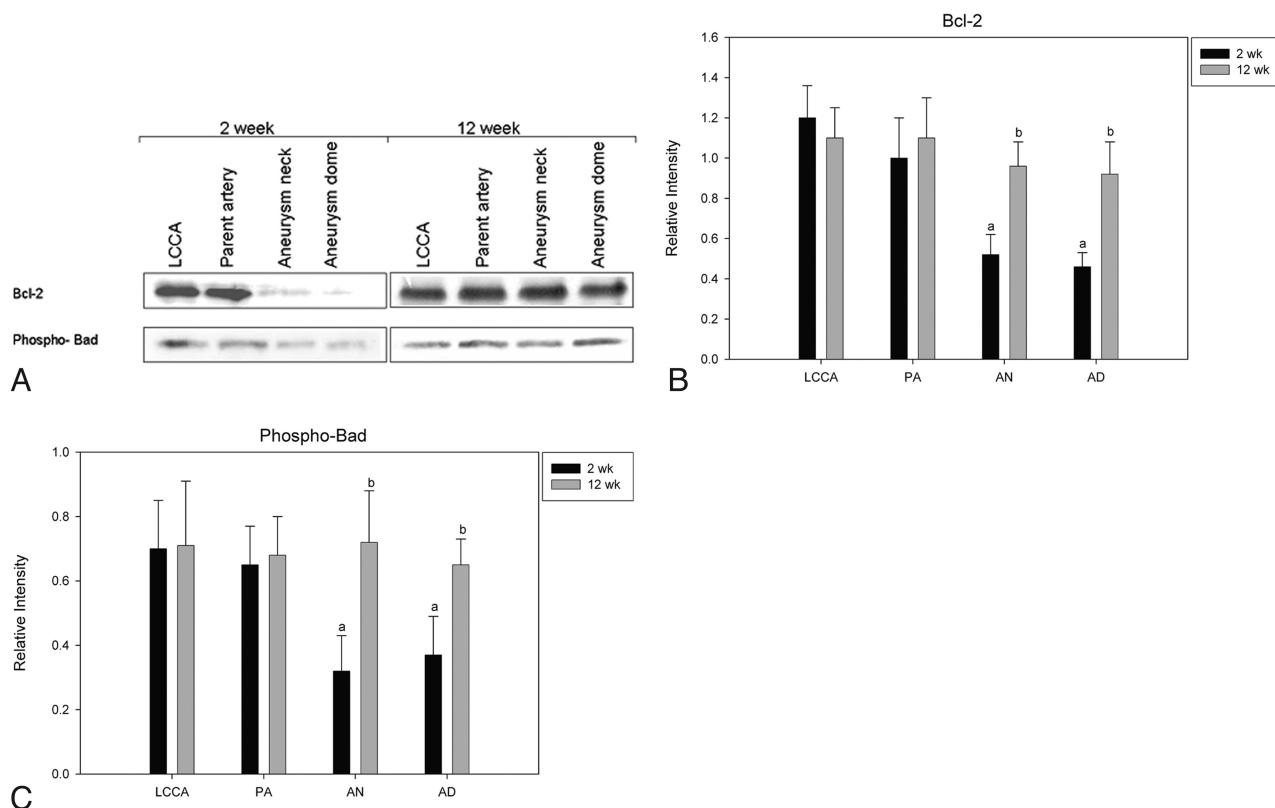 2 week
12 week
LCCA
Parent artery
Aneurysm neck
Aneurysm dome
LCCA
Parent artery
Aneurysm neck
Aneurysm dome
Bcl-2
Phospho- Bad
A
Bcl-2
1.6
1.4
1.2
1.0
0.8
0.6
0.4
0.2
0.0
Relative Intensity
2 wk
12 wk
a
b
a
b
LCCA PA AN AD
B
Phospho-Bad
1.0
0.8
0.6
0.4
0.2
0.0
Relative Intensity
2 wk
12 wk
a
b
a
b
LCCA PA AN AD
C